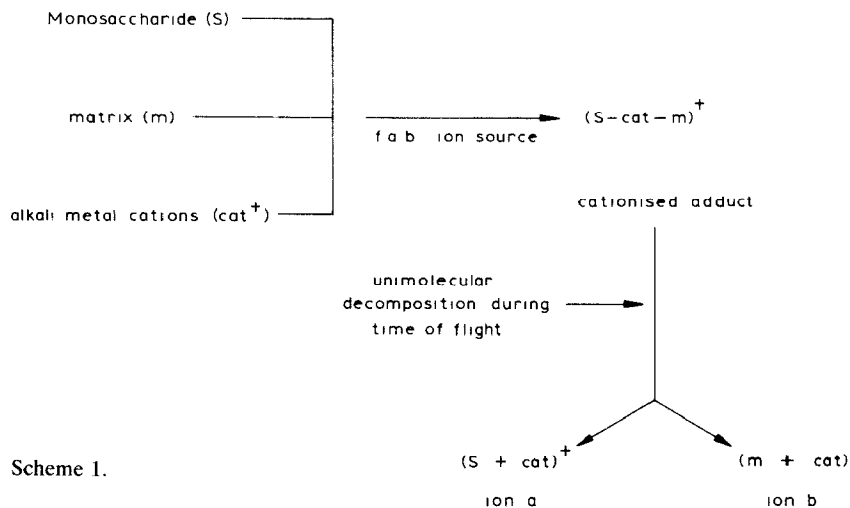 Monosaccharide (S)
matrix (m)
alkali metal cations (cat+)
f a b ion source
(S-cat-m)+
cationised adduct
unimolecular
decomposition during
time of flight
Scheme 1.
(S + cat)+
ion a
(m + cat)
ion b